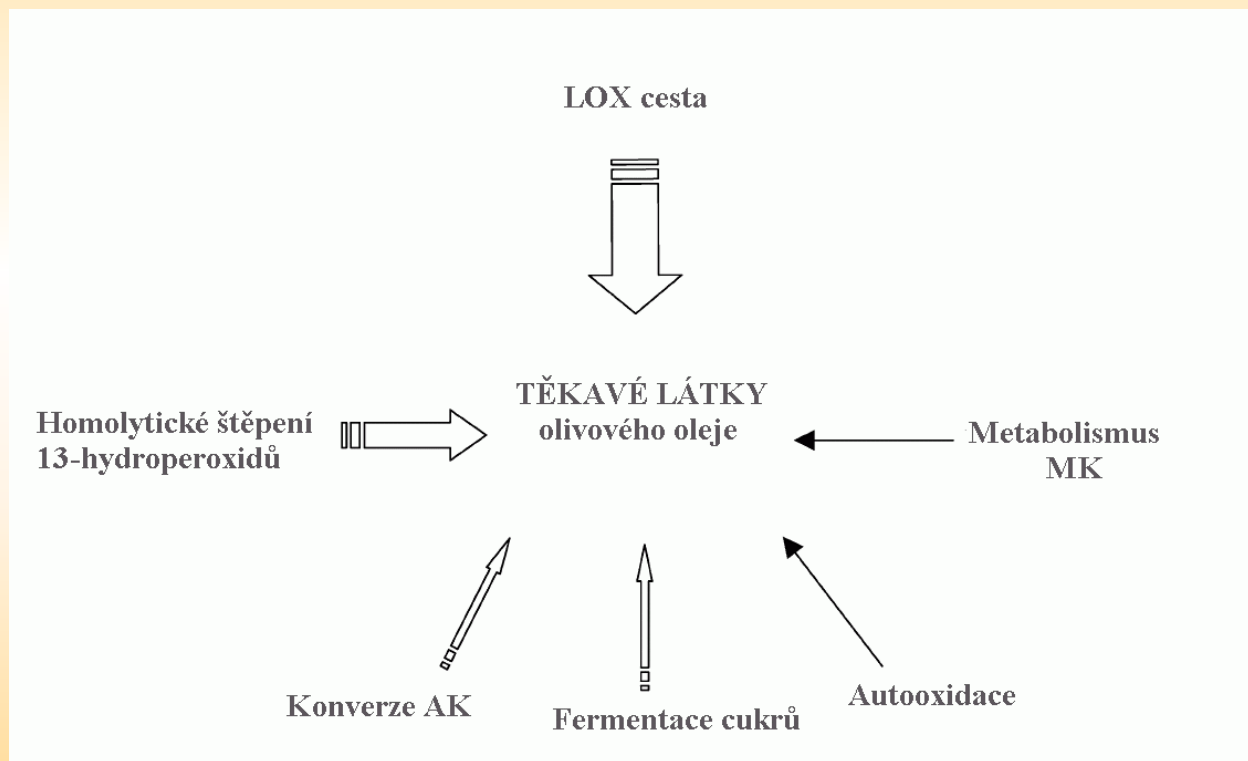 LOX cesta
TĚKAVÉ LÁTKY
olivového oleje
Homolytické štěpení
13-hydroperoxidů
Metabolismus
MK
Konverze AK
Fermentace cukrů
Autooxidace